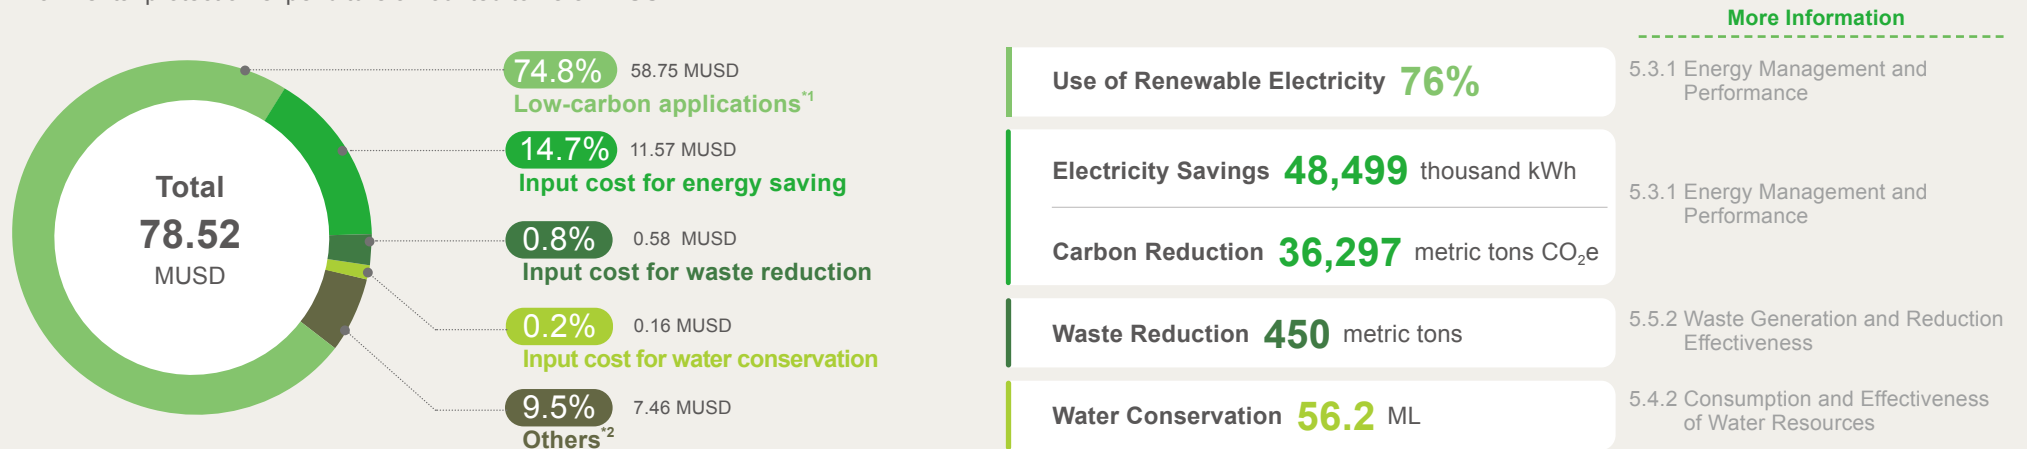 More Information
74.8% 58.75 MUSD
Low-carbon applications*1
14.7% 11.57 MUSD
Input cost for energy saving
0.8% 0.58 MUSD
Input cost for waste reduction
0.2% 0.16 MUSD
Input cost for water conservation
9.5% 7.46 MUSD
Others*2
Total
78.52
MUSD
Use of Renewable Electricity 76%
5.3.1 Energy Management and
Performance
Electricity Savings 48,499 thousand kWh
Carbon Reduction 36,297 metric tons CO₂e
5.3.1 Energy Management and
Performance
Waste Reduction 450 metric tons
5.5.2 Waste Generation and Reduction
Effectiveness
Water Conservation 56.2 ML
5.4.2 Consumption and Effectiveness
of Water Resources